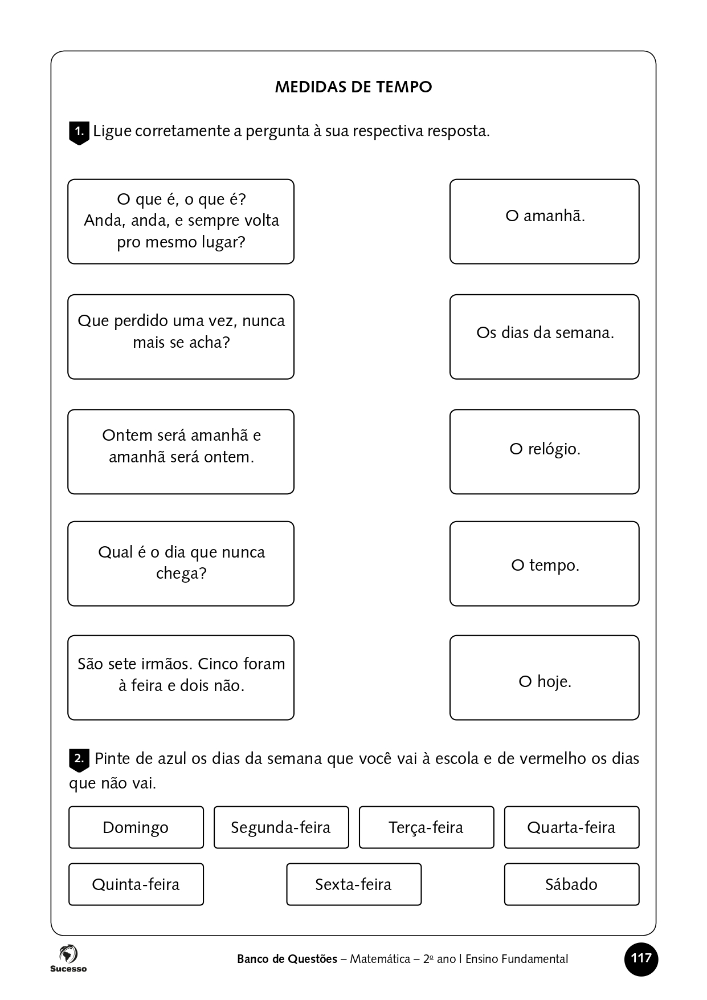 MEDIDAS DE TEMPO
1. Ligue corretamente a pergunta à sua respectiva resposta.
O que é, o que é?
Anda, anda, e sempre volta
pro mesmo lugar?
O amanhã.
Que perdido uma vez, nunca
mais se acha?
Os dias da semana.
Ontem será amanhã e
amanhã será ontem.
O relógio.
Qual é o dia que nunca
chega?
O tempo.
São sete irmãos. Cinco foram
à feira e dois não.
O hoje.
2. Pinte de azul os dias da semana que você vai à escola e de vermelho os dias
que não vai.
Domingo
Segunda-feira
Terça-feira
Quarta-feira
Quinta-feira
Sexta-feira
Sábado
Sucesso
Banco de Questões – Matemática – 2º ano | Ensino Fundamental
117